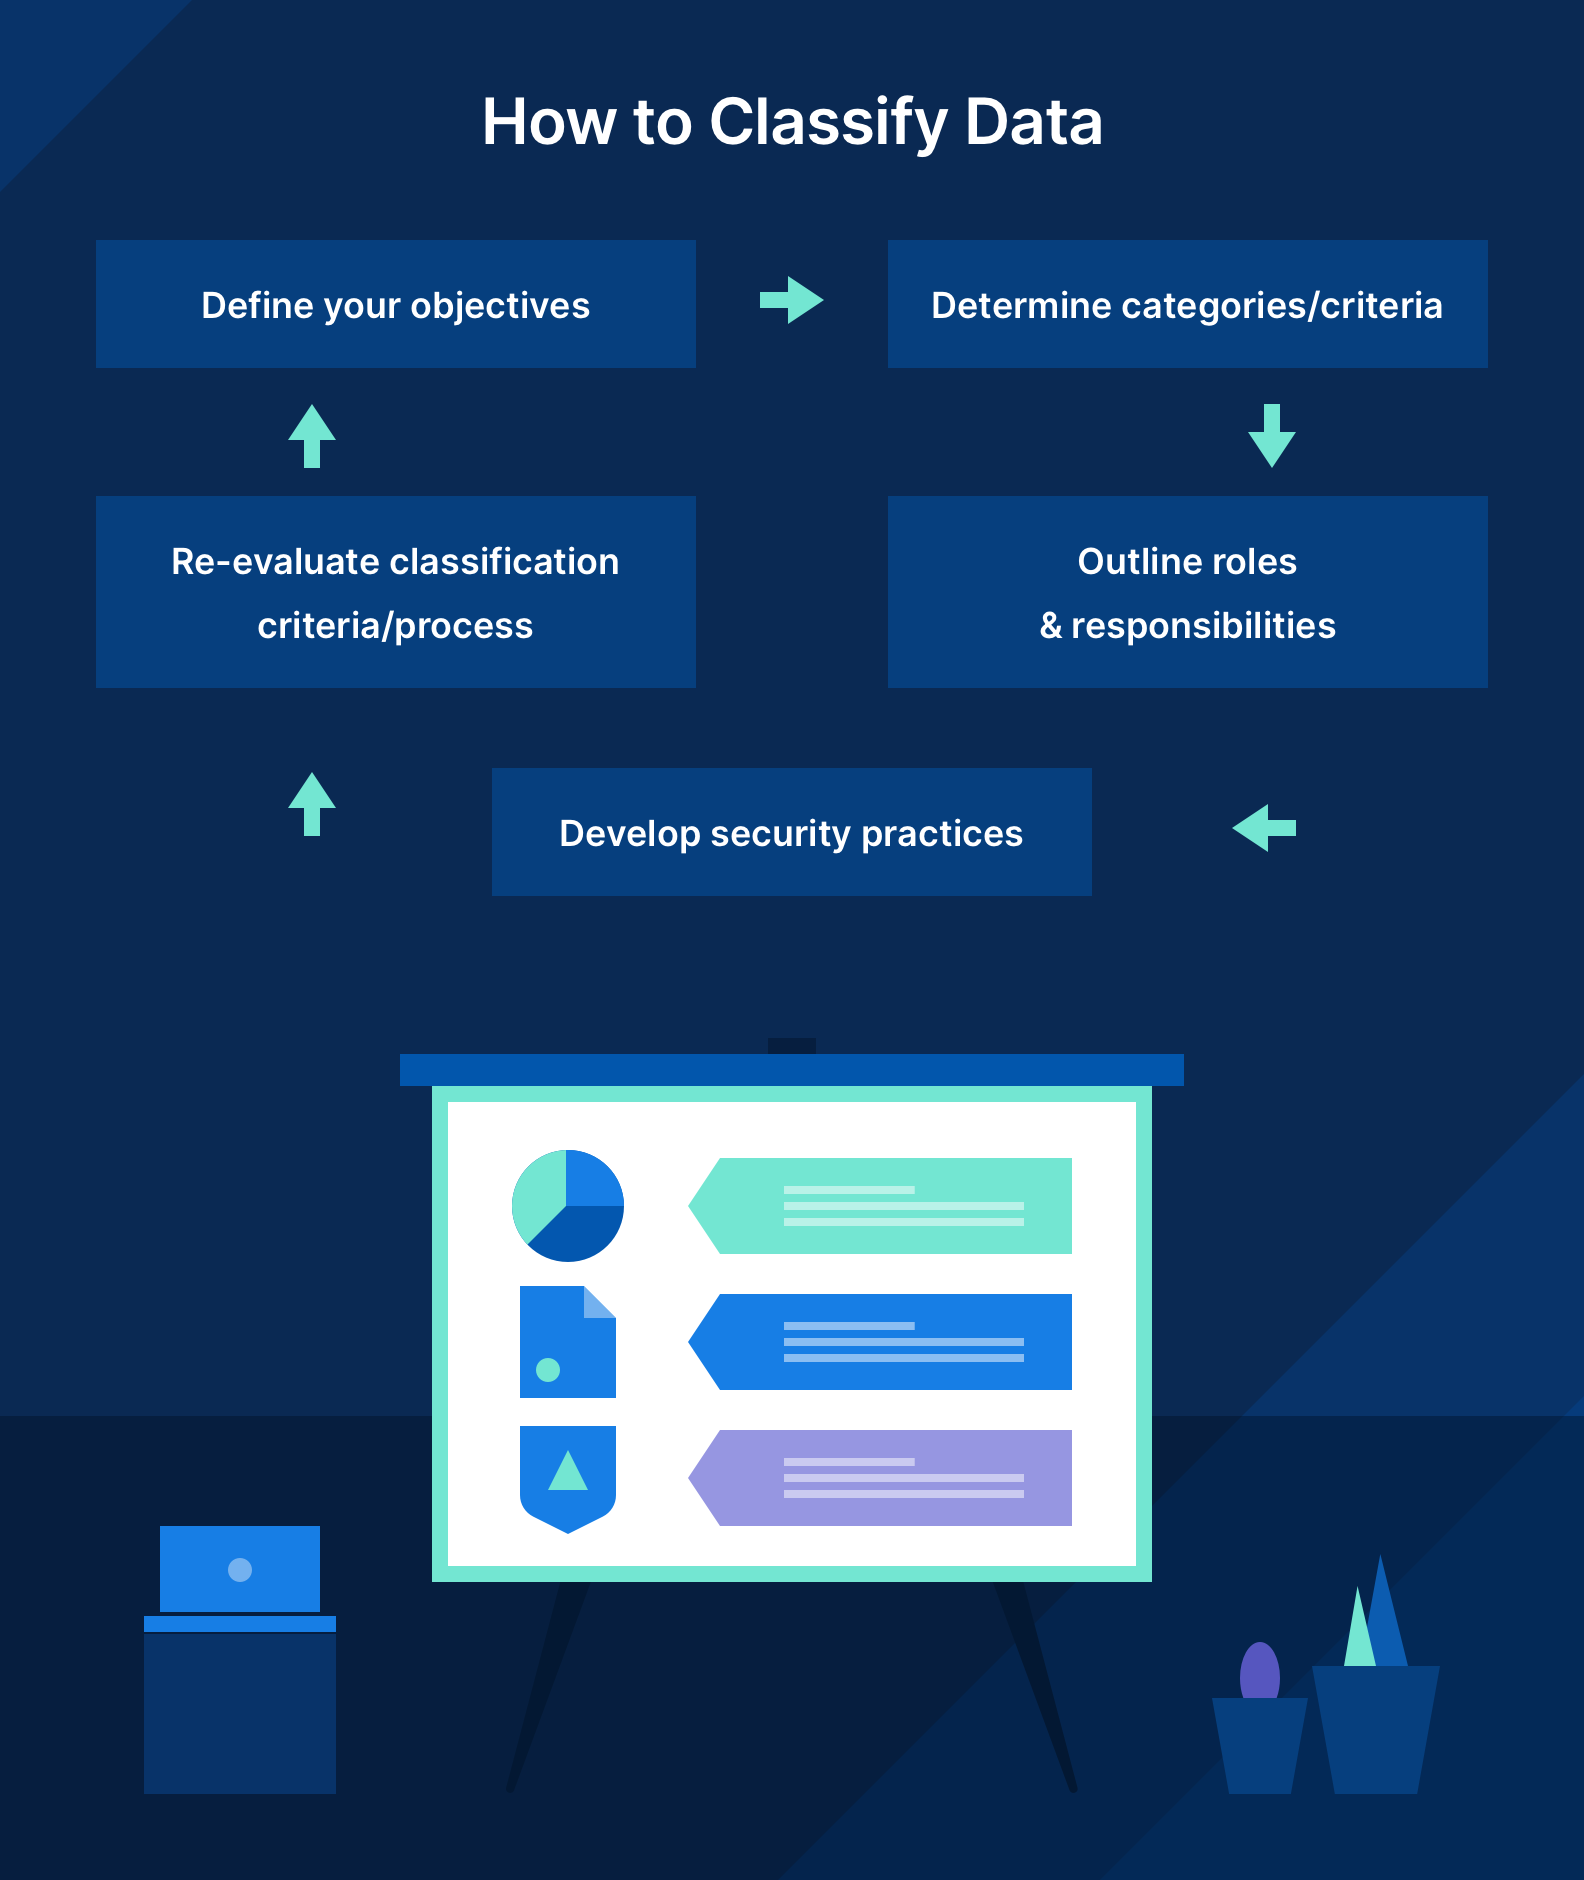 How to Classify Data
Define your objectives
Determine categories/criteria
Re-evaluate classification
criteria/process
Outline roles
& responsibilities
Develop security practices